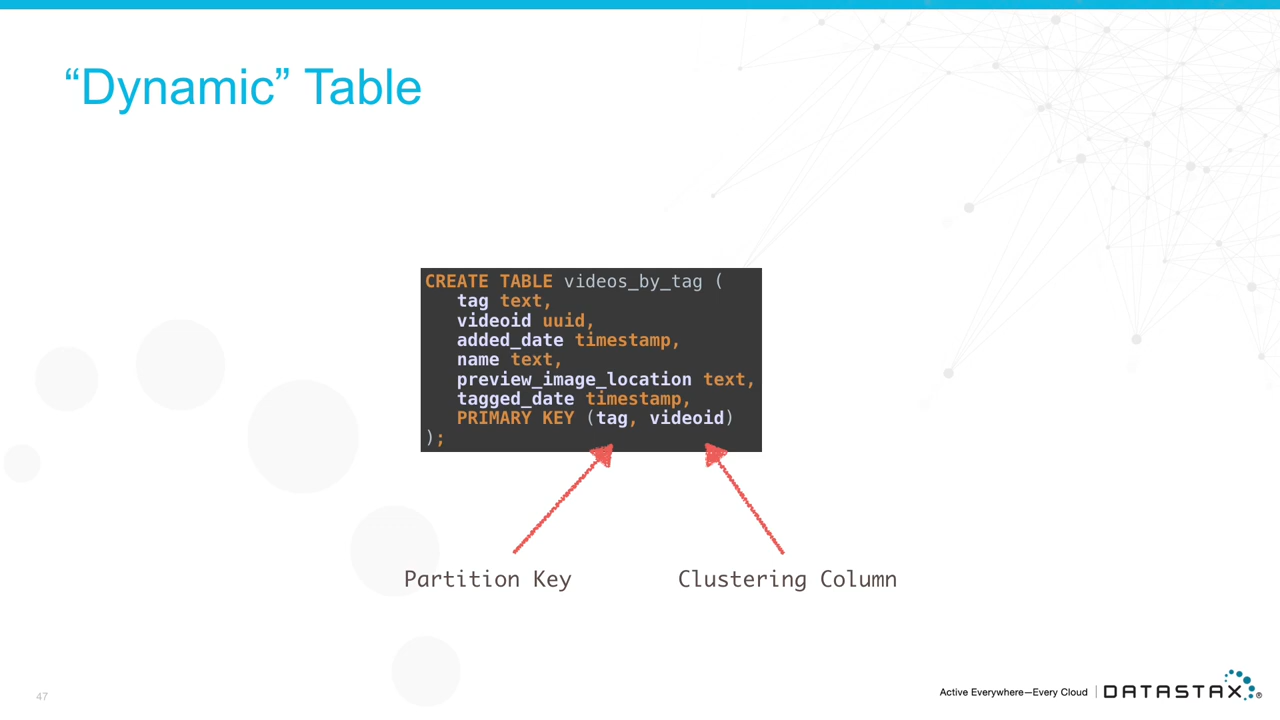 “Dynamic” Table
CREATE TABLE videos_by_tag (
tag text,
videoid uuid,
added_date timestamp,
name text,
preview_image_location text,
tagged_date timestamp,
PRIMARY KEY (tag, videoid)
);
Partition Key
Clustering Column
47
Active Everywhere—Every Cloud | DATASTAX®